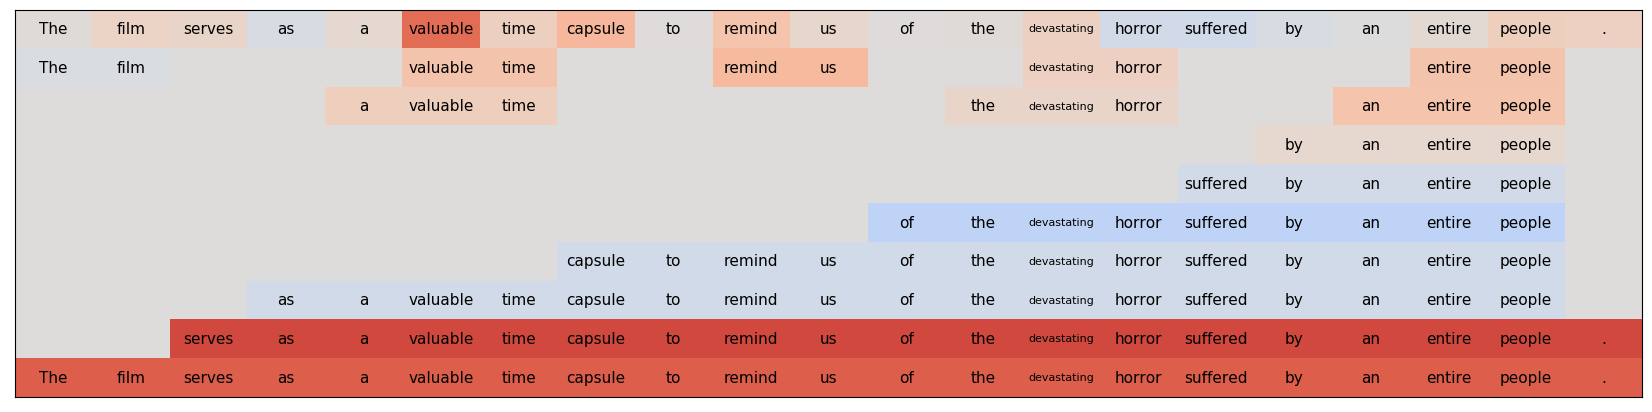 The film serves as a valuable time capsule to remind us of the devastating horror suffered by an entire people .
The film valuable time remind us devastating horror entire people
a valuable time the devastating horror an entire people
by an entire people
suffered by an entire people
of the devastating horror suffered by an entire people
capsule to remind us of the devastating horror suffered by an entire people
as a valuable time capsule to remind us of the devastating horror suffered by an entire people
serves as a valuable time capsule to remind us of the devastating horror suffered by an entire people .
The film serves as a valuable time capsule to remind us of the devastating horror suffered by an entire people .